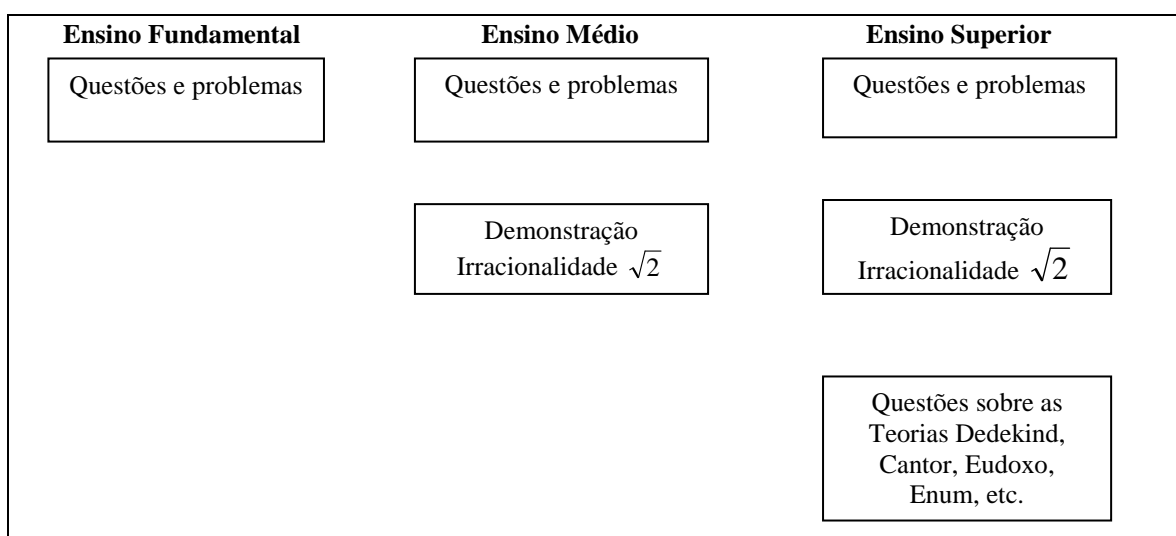 Ensino Fundamental
Ensino Médio
Ensino Superior
Questões e problemas
Questões e problemas
Questões e problemas
Demonstração
Irracionalidade √2
Demonstração
Irracionalidade √2
Questões sobre as
Teorias Dedekind,
Cantor, Eudoxo,
Enum, etc.